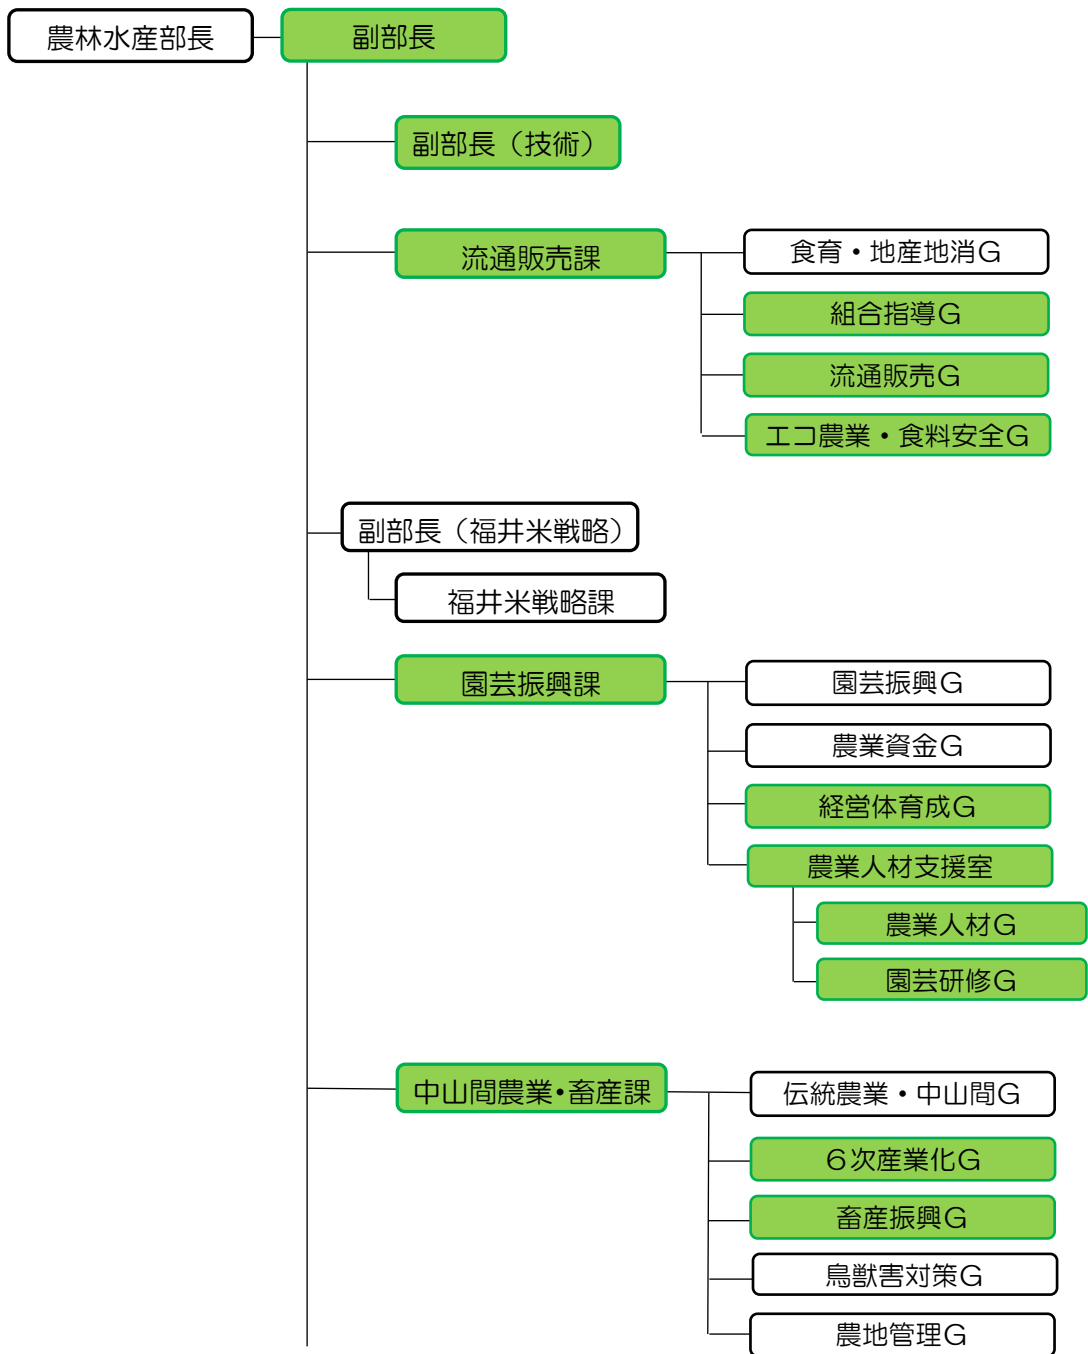 農林水産部長
副部長
副部長（技術）
流通販売課
食育・地産地消Ｇ
組合指導Ｇ
流通販売Ｇ
エコ農業・食料安全Ｇ
副部長（福井米戦略）
福井米戦略課
園芸振興課
園芸振興Ｇ
農業資金Ｇ
経営体育成Ｇ
農業人材支援室
農業人材Ｇ
園芸研修Ｇ
中山間農業・畜産課
伝統農業・中山間Ｇ
６次産業化Ｇ
畜産振興Ｇ
鳥獣害対策Ｇ
農地管理Ｇ